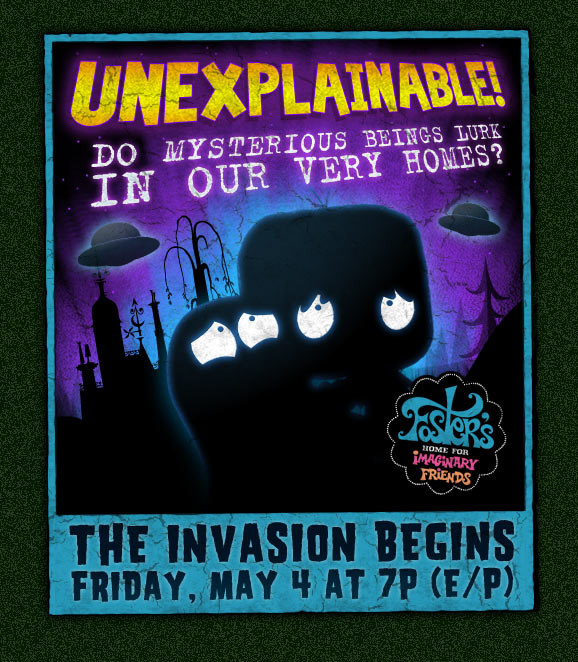 UNEXPLAINABLE!
DO MYSTERIOUS BEINGS LURK
IN OUR VERY HOMES?
FOSTER'S
HOME FOR
IMAGINARY
FRIENDS
THE INVASION BEGINS
FRIDAY, MAY 4 AT 7P (E/P)